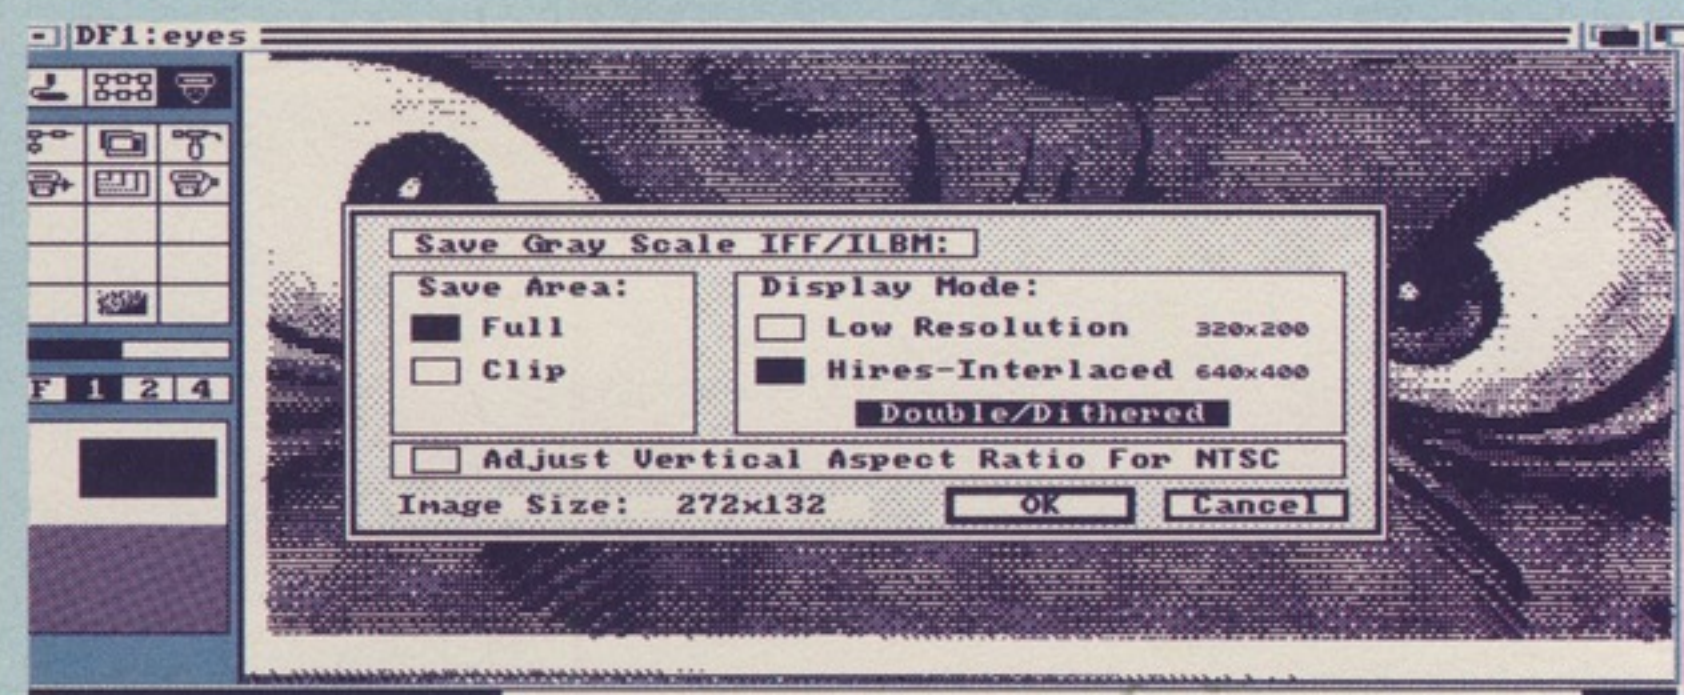 DF1:eyes
F 1 2 4
Save Gray Scale IFF/ILBM:
Save Area:
Full
Clip
Display Mode:
Low Resolution 320x200
Hires-Interlaced 640x400
Double/Dithered
Adjust Vertical Aspect Ratio For NTSC
Image Size: 272x132
OK
Cancel